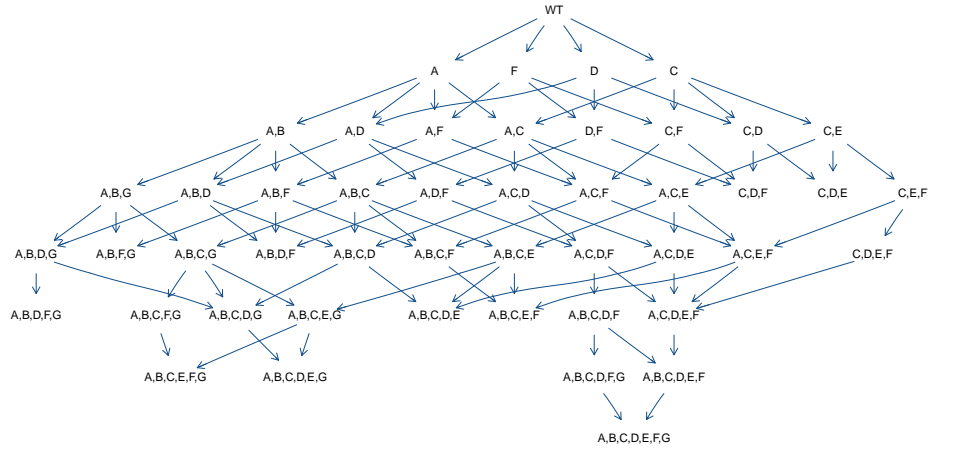 WT
A F D C
A,B A,D A,F A,C D,F C,F C,D C,E
A,B,G A,B,D A,B,F A,B,C A,D,F A,C,D A,C,F A,C,E C,D,F C,D,E C,E,F
A,B,D,G A,B,F,G A,B,C,G A,B,D,F A,B,C,D A,B,C,F A,B,C,E A,C,D,F A,C,D,E A,C,E,F C,D,E,F
A,B,D,F,G A,B,C,F,G A,B,C,D,G A,B,C,E,G A,B,C,D,E A,B,C,E,F A,B,C,D,F A,C,D,E,F
A,B,C,E,F,G A,B,C,D,E,G A,B,C,D,F,G A,B,C,D,E,F
A,B,C,D,E,F,G